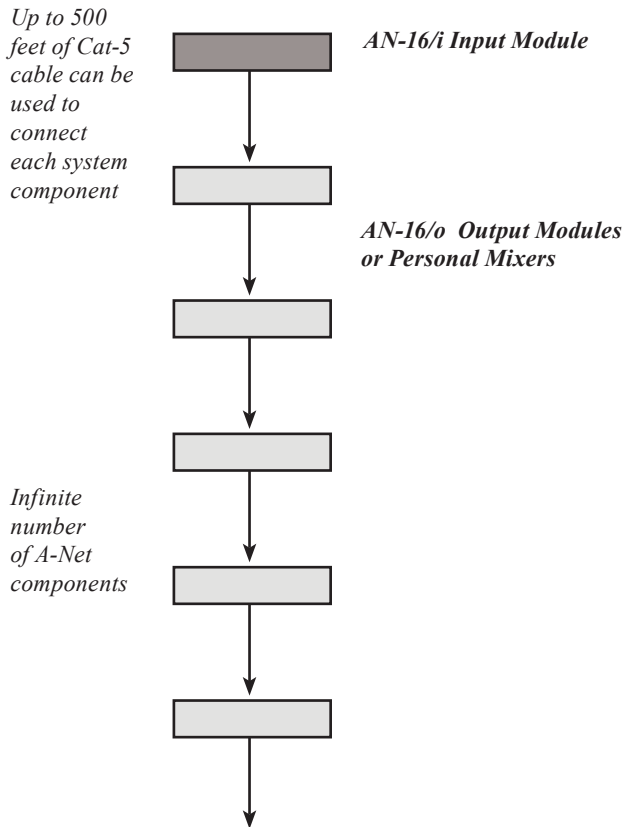 Up to 500
feet of Cat-5
cable can be
used to
connect
each system
component
AN-16/i Input Module
AN-16/o Output Modules
or Personal Mixers
Infinite
number
of A-Net
components